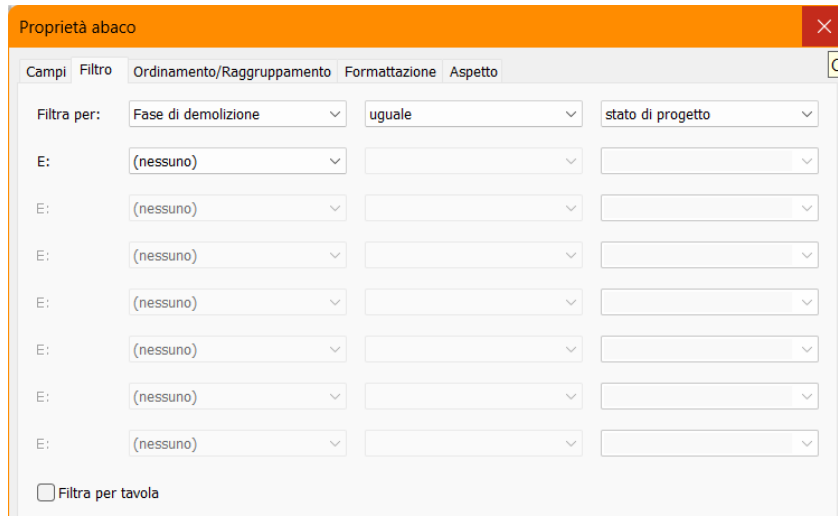 Proprietà abaco
Campi Filtro Ordinamento/Raggruppamento Formattazione Aspetto
Filtra per: Fase di demolizione uguale stato di progetto
E: (nessuno)
E: (nessuno)
E: (nessuno)
E: (nessuno)
E: (nessuno)
E: (nessuno)
E: (nessuno)
Filtra per tavola